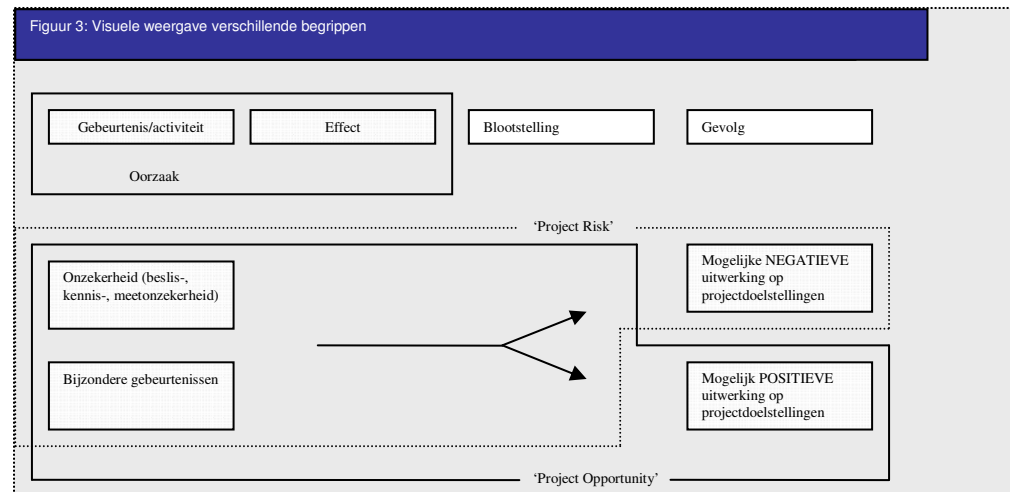 Figuur 3: Visuele weergave verschillende begrippen
Gebeurtenis/activiteit
Effect
Blootstelling
Gevolg
Oorzaak
‘Project Risk’
Onzekerheid (beslis-,
kennis-, meetonzekerheid)
Mogelijke NEGATIEVE
uitwerking op
projectdoelstellingen
Bijzondere gebeurtenissen
Mogelijk POSITIEVE
uitwerking op
projectdoelstellingen
‘Project Opportunity’